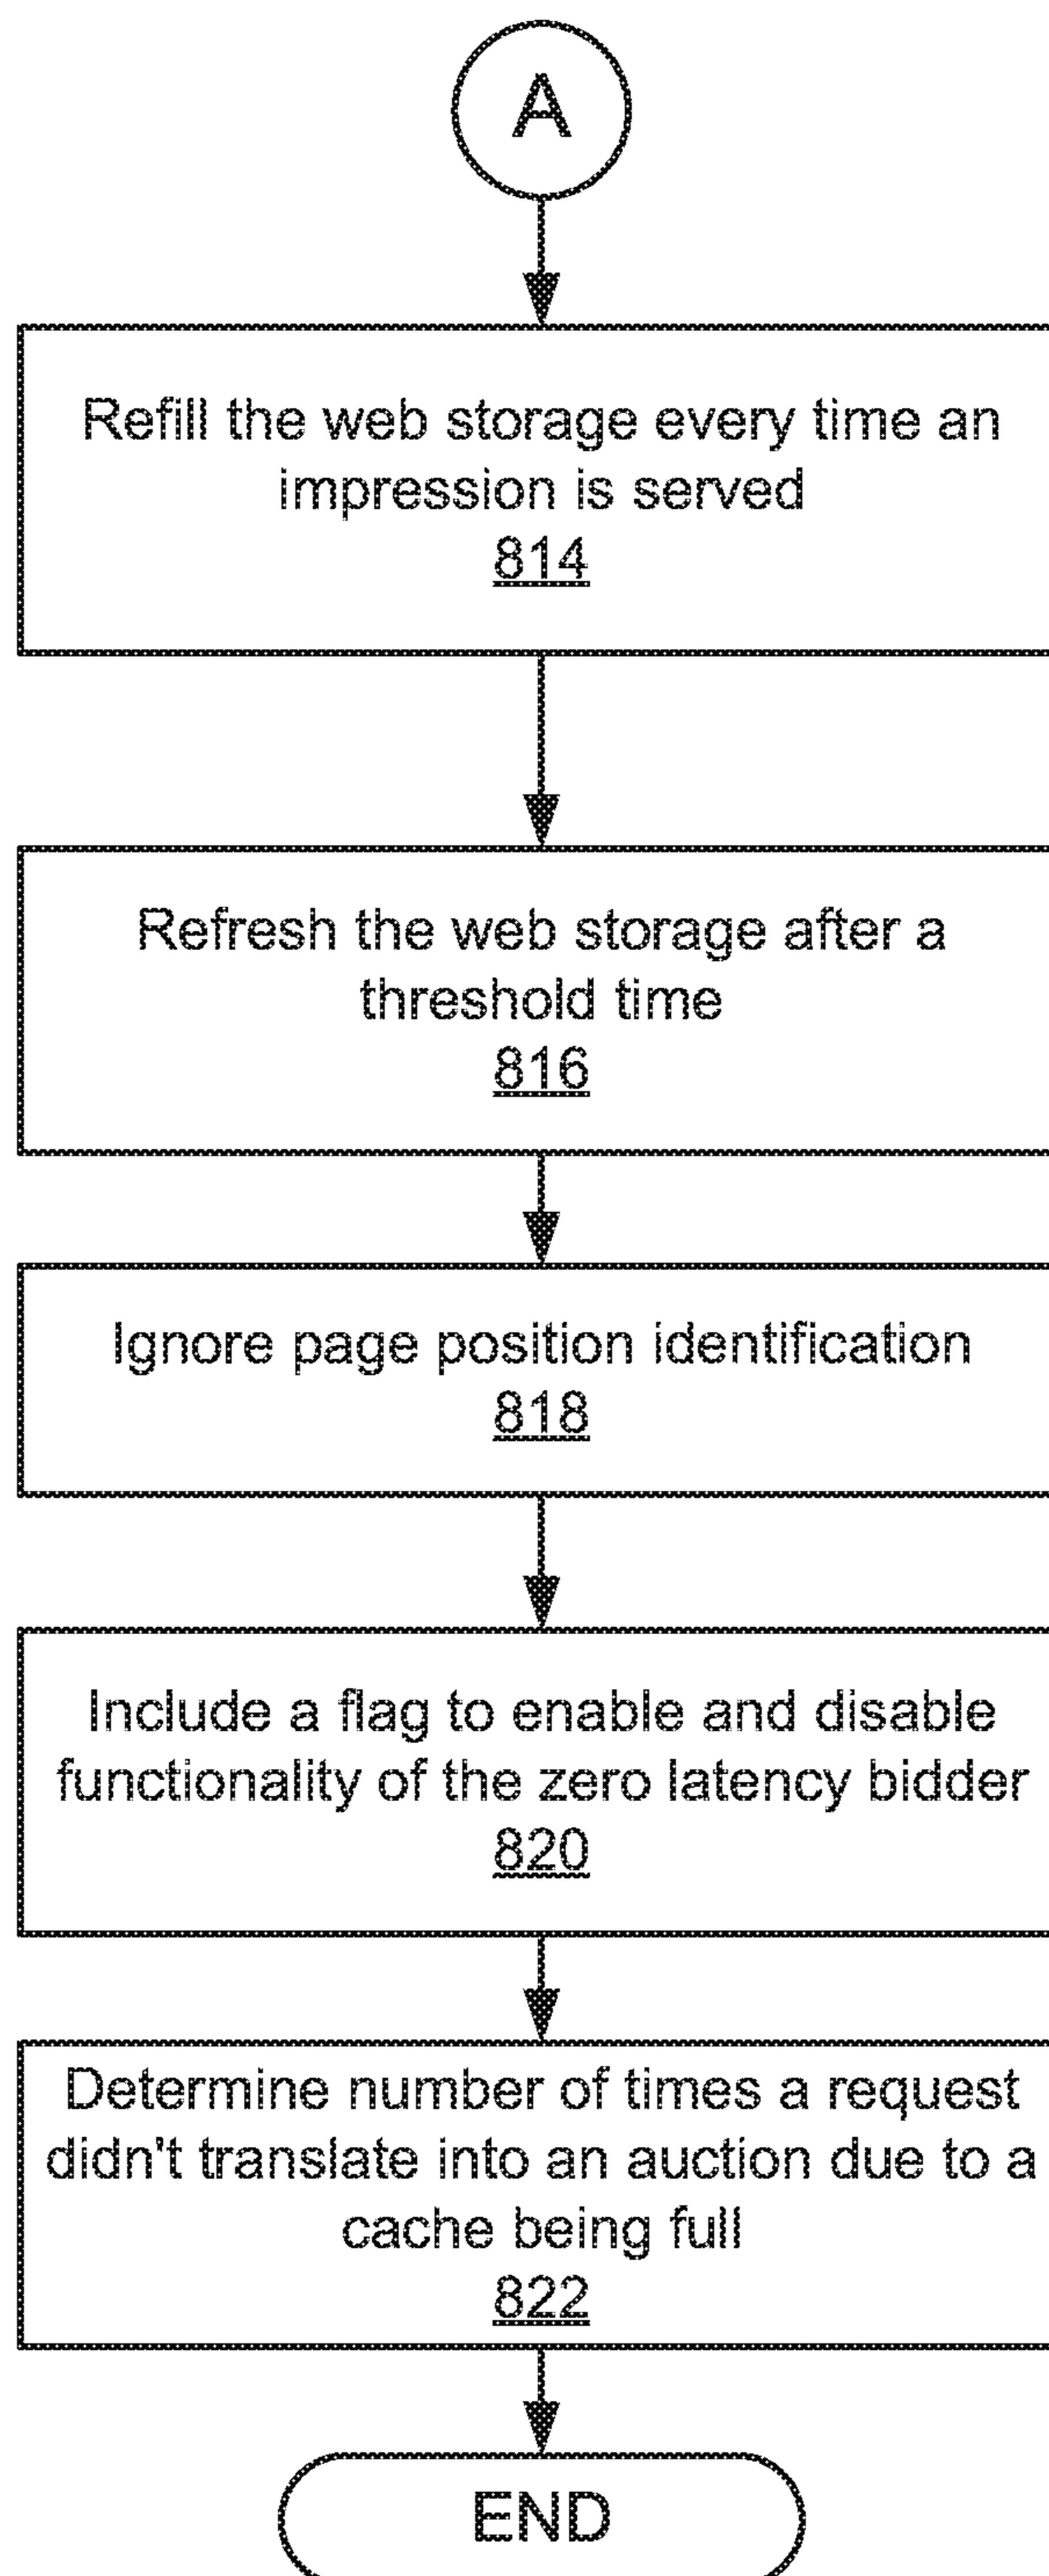 A
Refill the web storage every time an
impression is served
814
Refresh the web storage after a
threshold time
816
Ignore page position identification
818
Include a flag to enable and disable
functionality of the zero latency bidder
820
Determine number of times a request
didn't translate into an auction due to a
cache being full
822
END